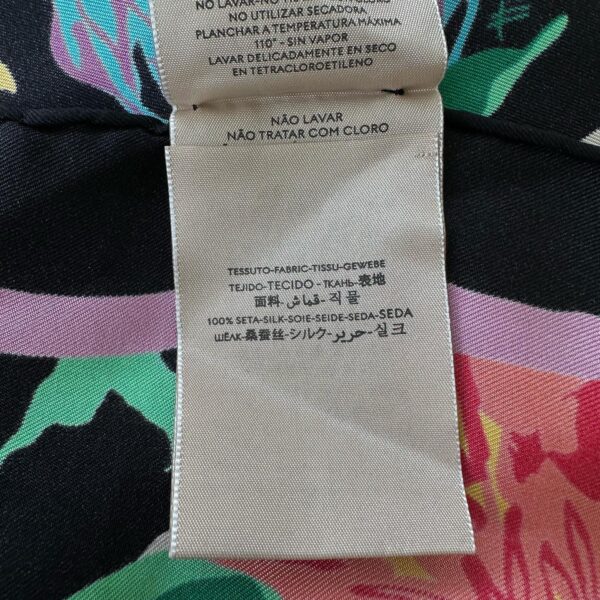 NO LAVAR-NO
NO UTILIZAR SECADORA
PLANCHAR A TEMPERATURA MÁXIMA
110° - SIN VAPOR
LAVAR DELICADAMENTE EN SECO
EN TETRACLOROETILENO
NÃO LAVAR
NÃO TRATAR COM CLORO
TESSUTO-FABRIC-TISSU-GEWEBE
TEJIDO-TECIDO-ТКАНЬ-表地
面料-قماش-직물
100% SETA-SILK-SOIE-SEIDE-SEDA-SEDA
ШЁЛК-桑蚕丝-シルク-حرير-실크